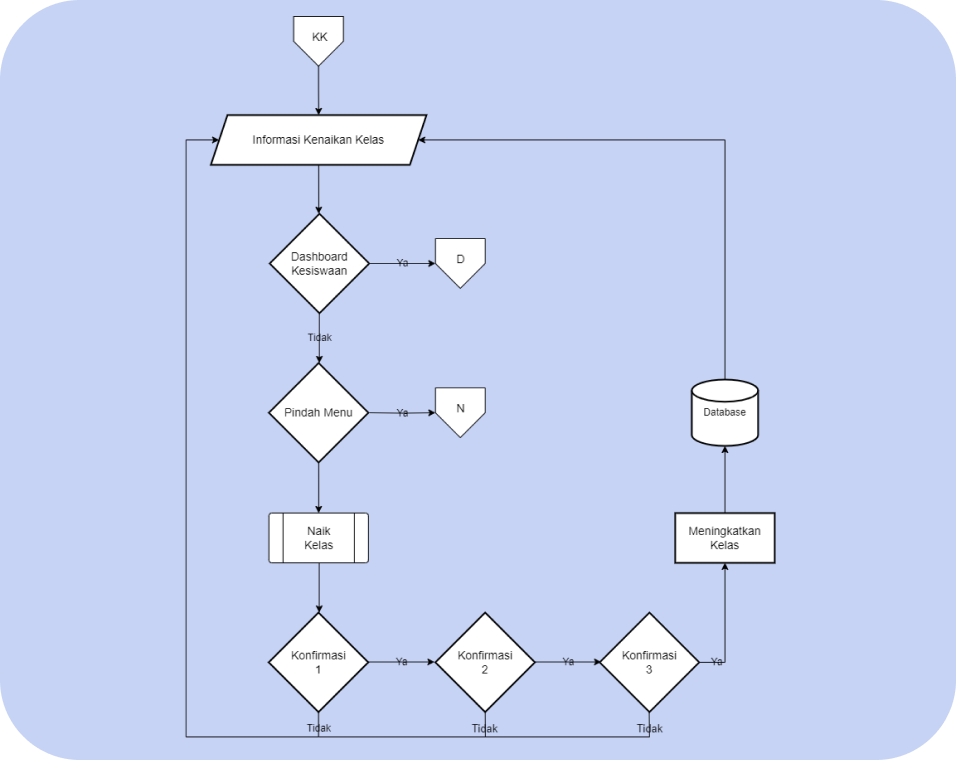 KK
Informasi Kenaikan Kelas
Dashboard
Kesiswaan
Ya
D
Tidak
Pindah Menu
Ya
N
Database
Naik
Kelas
Meningkatkan
Kelas
Konfirmasi
1
Ya
Konfirmasi
2
Ya
Konfirmasi
3
Ya
Tidak
Tidak
Tidak